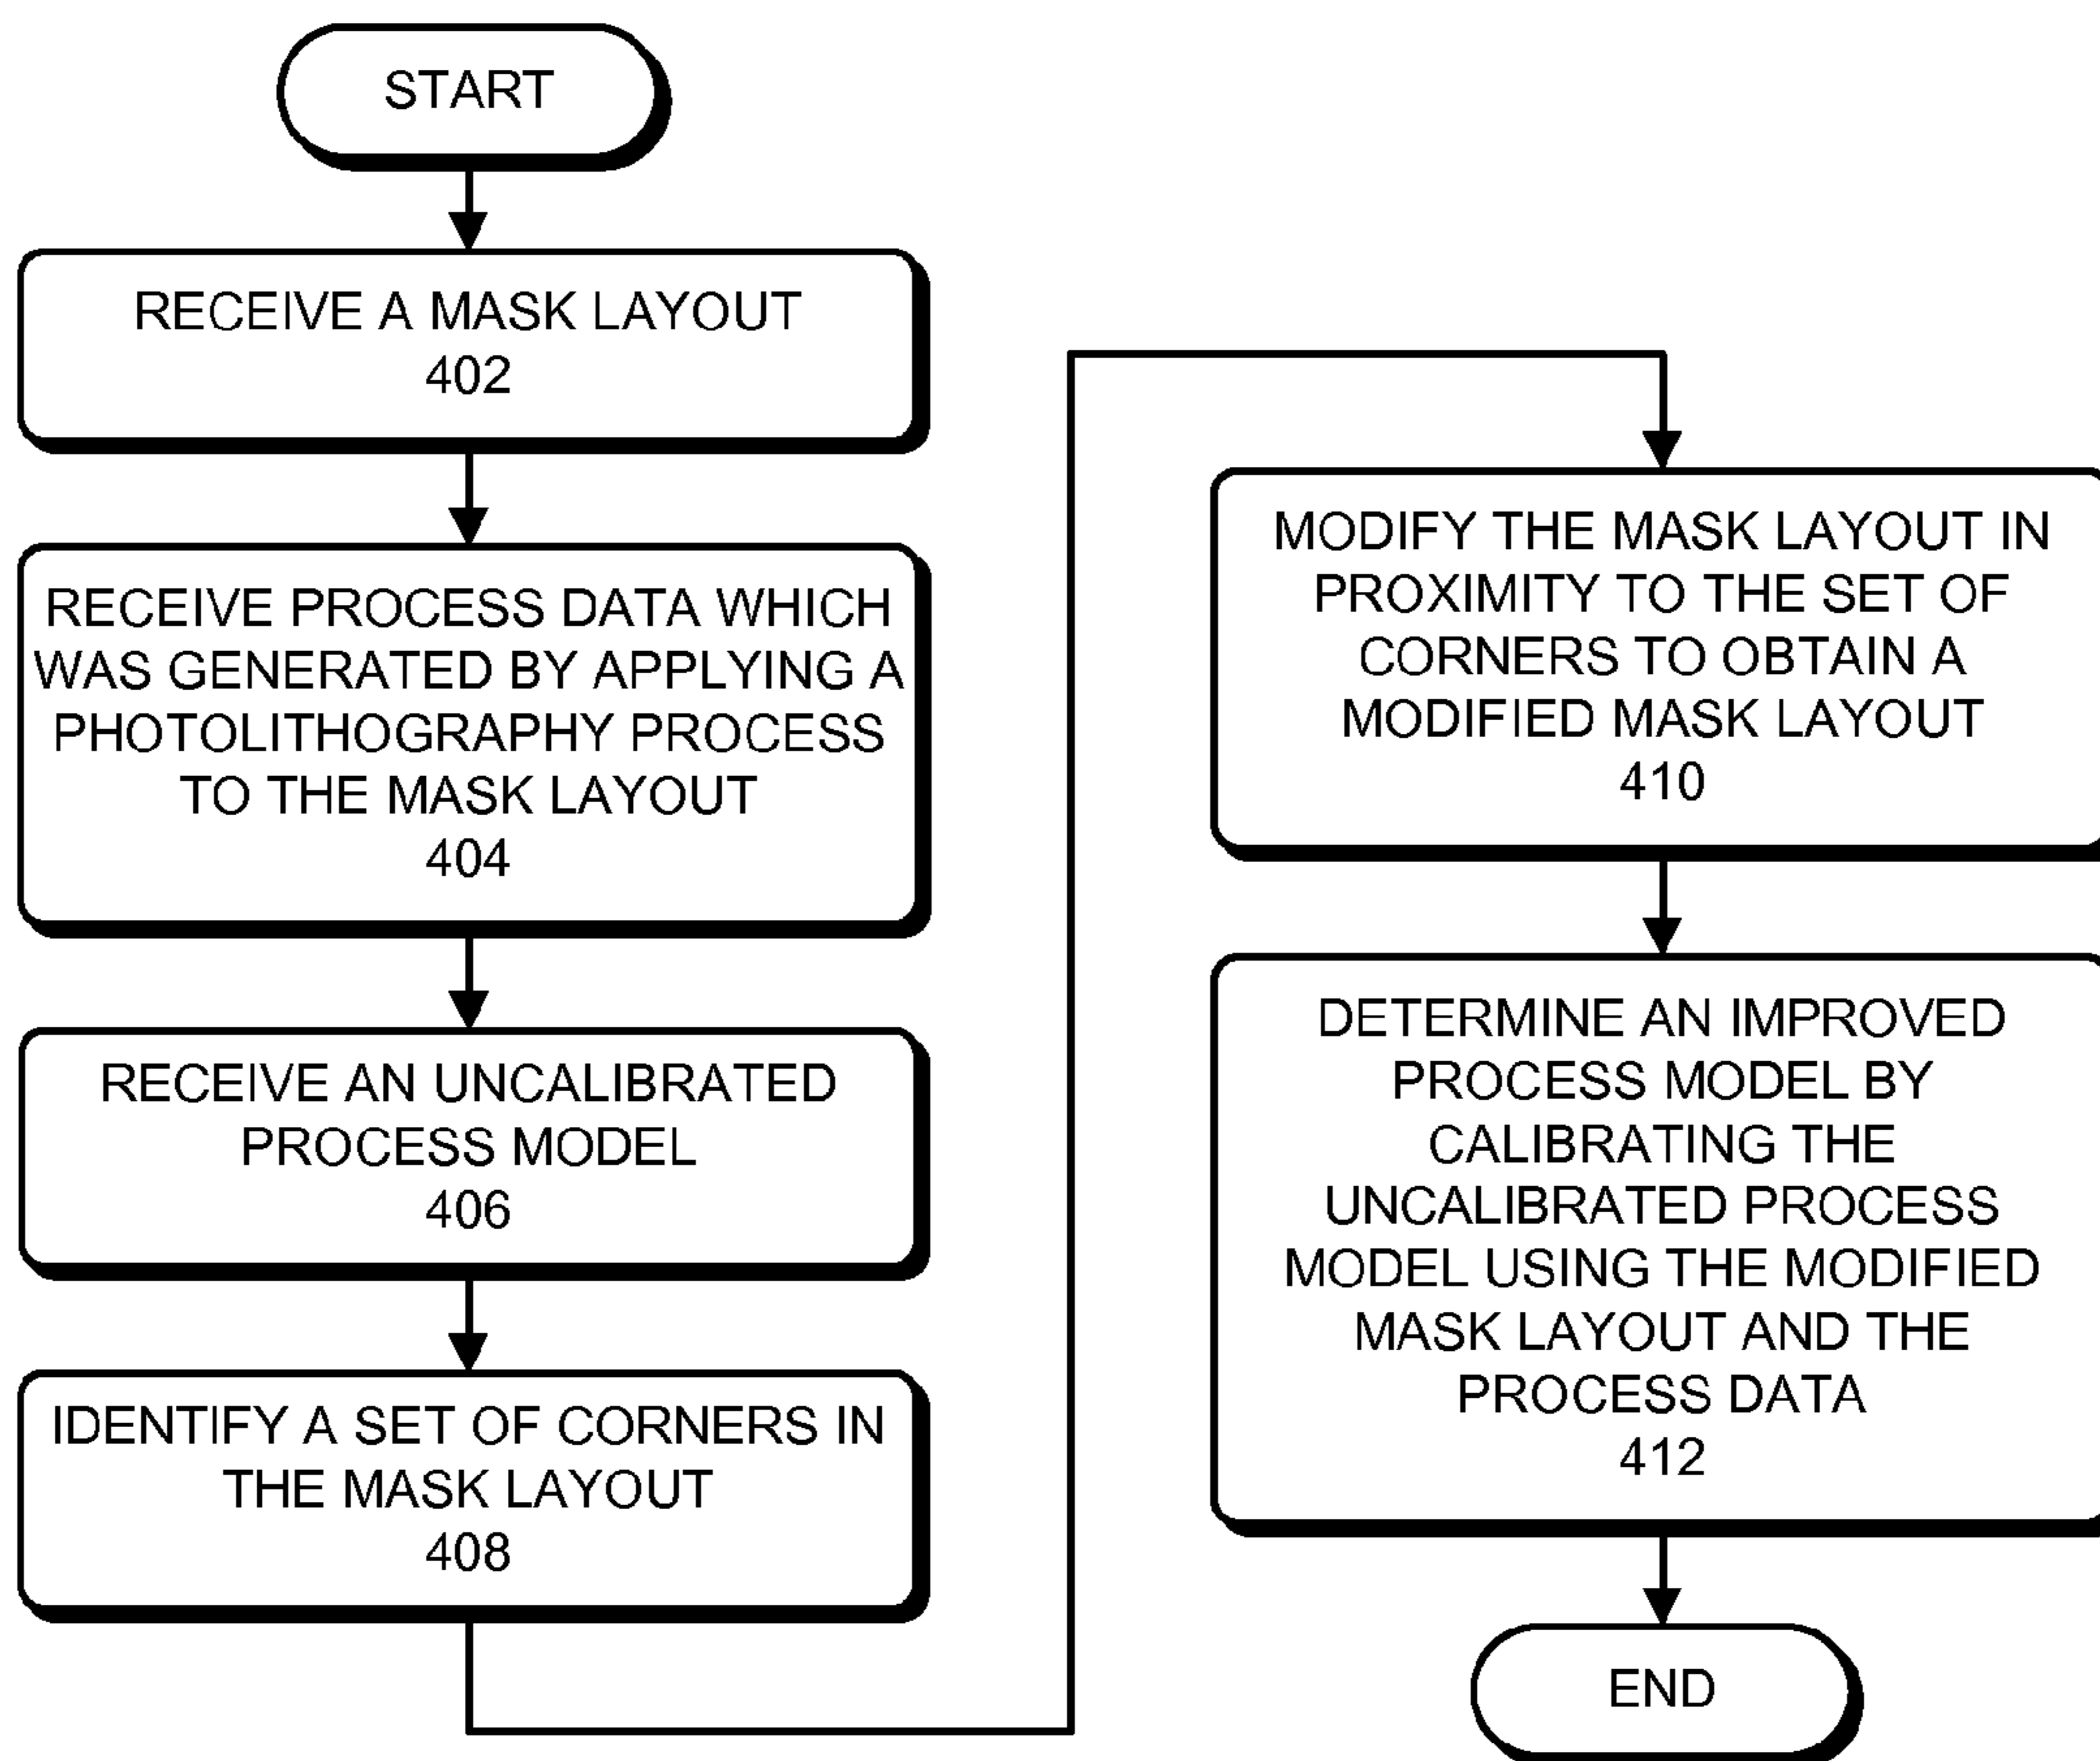 START
RECEIVE A MASK LAYOUT
402
RECEIVE PROCESS DATA WHICH
WAS GENERATED BY APPLYING A
PHOTOLITHOGRAPHY PROCESS
TO THE MASK LAYOUT
404
RECEIVE AN UNCALIBRATED
PROCESS MODEL
406
IDENTIFY A SET OF CORNERS IN
THE MASK LAYOUT
408
MODIFY THE MASK LAYOUT IN
PROXIMITY TO THE SET OF
CORNERS TO OBTAIN A
MODIFIED MASK LAYOUT
410
DETERMINE AN IMPROVED
PROCESS MODEL BY
CALIBRATING THE
UNCALIBRATED PROCESS
MODEL USING THE MODIFIED
MASK LAYOUT AND THE
PROCESS DATA
412
END